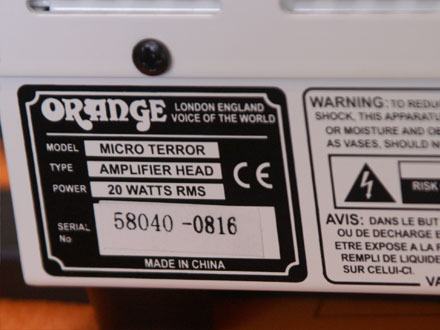 ORANGE LONDON ENGLAND
VOICE OF THE WORLD
MODEL MICRO TERROR
TYPE AMPLIFIER HEAD
POWER 20 WATTS RMS
CE
SERIAL No 58040 -0816
MADE IN CHINA
WARNING: TO REDU
SHOCK, THIS APPARATU
OR MOISTURE AND OB
AS VASES, SHOULD N
RISK
AVIS: DANS LE BUT
OU DE DECHARGE E
ETRE EXPOSE A LA F
REMPLI DE LIQUIDE
SUR CELUI-CI.
VA